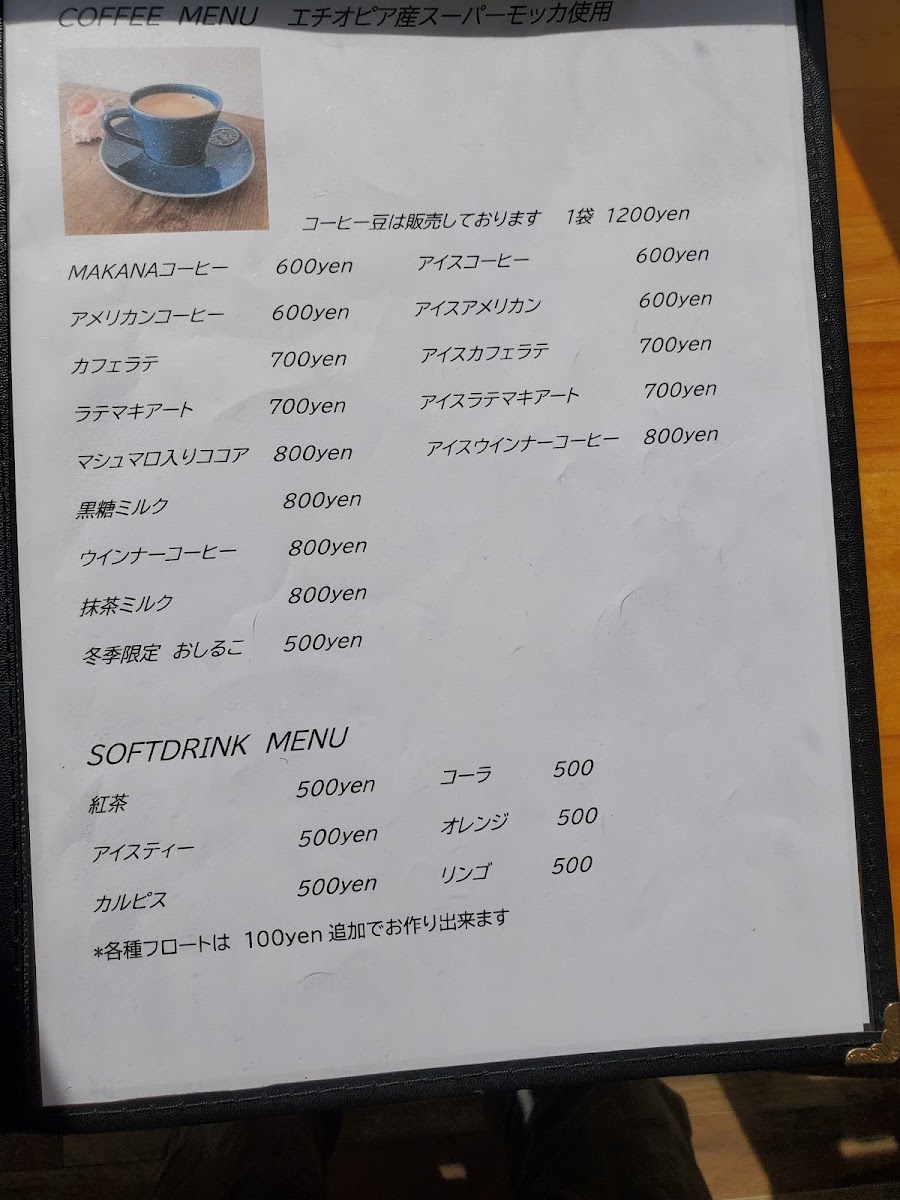 COFFEE MENU エチオピア産スーパーモッカ使用
コーヒー豆は販売しております 1袋 1200yen
MAKANAコーヒー 600yen アイスコーヒー 600yen
アメリカンコーヒー 600yen アイスアメリカン 600yen
カフェラテ 700yen アイスカフェラテ 700yen
ラテマキアート 700yen アイスラテマキアート 700yen
マシュマロ入りココア 800yen アイスウインナーコーヒー 800yen
黒糖ミルク 800yen
ウインナーコーヒー 800yen
抹茶ミルク 800yen
冬季限定 おしるこ 500yen
SOFTDRINK MENU
紅茶 500yen コーラ 500
アイスティー 500yen オレンジ 500
カルピス 500yen リンゴ 500
*各種フロートは 100yen 追加でお作り出来ます